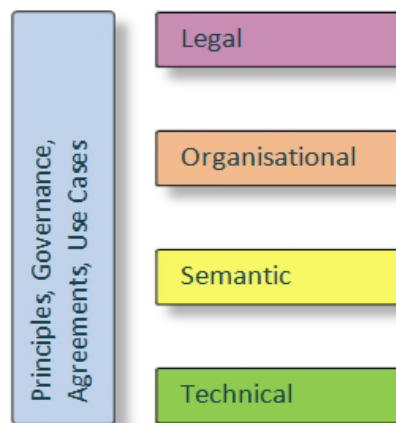 Principles, Governance,
Agreements, Use Cases
Legal
Organisational
Semantic
Technical